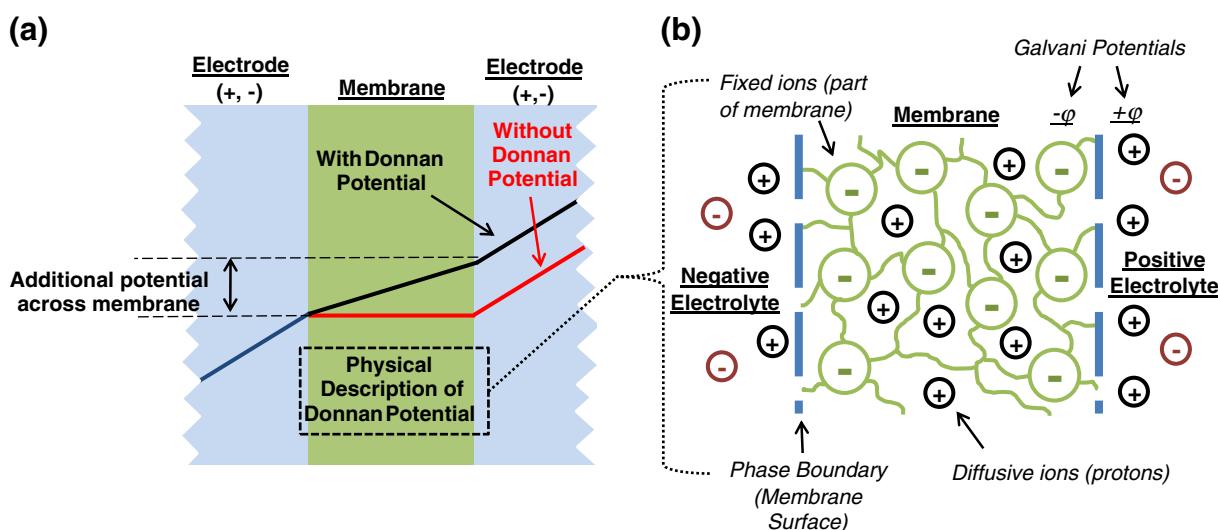 (a)
Electrode
(+, -)
Membrane
Electrode
(+,-)
With Donnan
Potential
Without
Donnan
Potential
Additional potential
across membrane
Physical
Description of
Donnan Potential
(b)
Galvani Potentials
Fixed ions (part
of membrane)
Membrane
-φ
+φ
Negative
Electrolyte
Positive
Electrolyte
Phase Boundary
(Membrane
Surface)
Diffusive ions (protons)